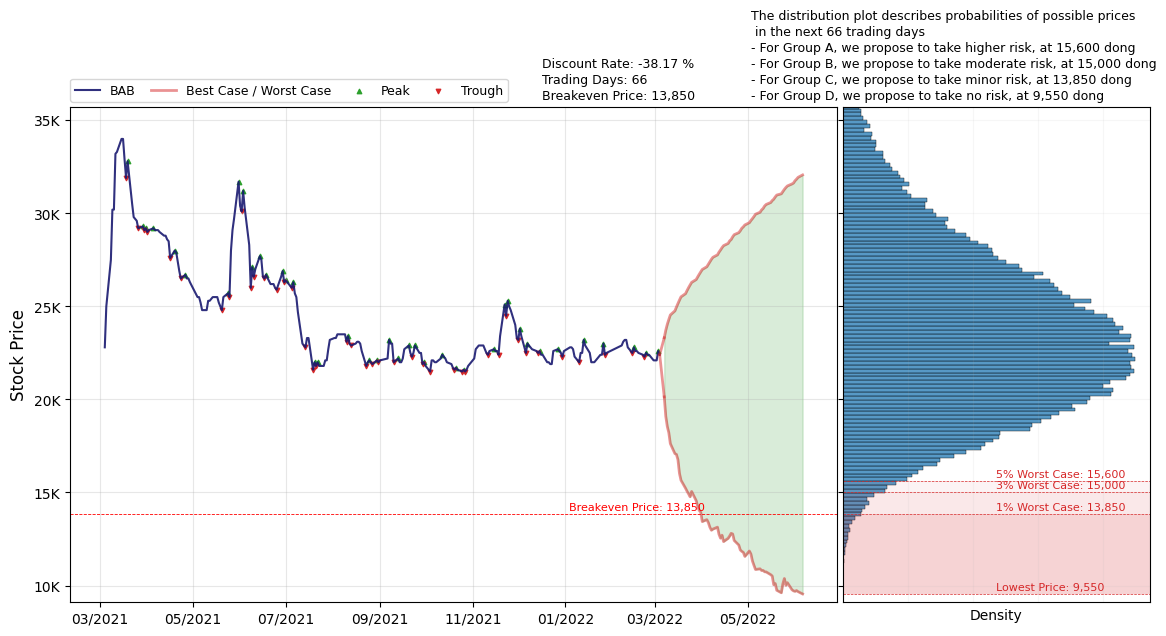 The distribution plot describes probabilities of possible prices
in the next 66 trading days
- For Group A, we propose to take higher risk, at 15,600 dong
- For Group B, we propose to take moderate risk, at 15,000 dong
- For Group C, we propose to take minor risk, at 13,850 dong
- For Group D, we propose to take no risk, at 9,550 dong
Discount Rate: -38.17 %
Trading Days: 66
Breakeven Price: 13,850
BAB
Best Case / Worst Case
Peak
Trough
Stock Price
35K
30K
25K
20K
15K
10K
Breakeven Price: 13,850
03/2021
05/2021
07/2021
09/2021
11/2021
01/2022
03/2022
05/2022
5% Worst Case: 15,600
3% Worst Case: 15,000
1% Worst Case: 13,850
Lowest Price: 9,550
Density